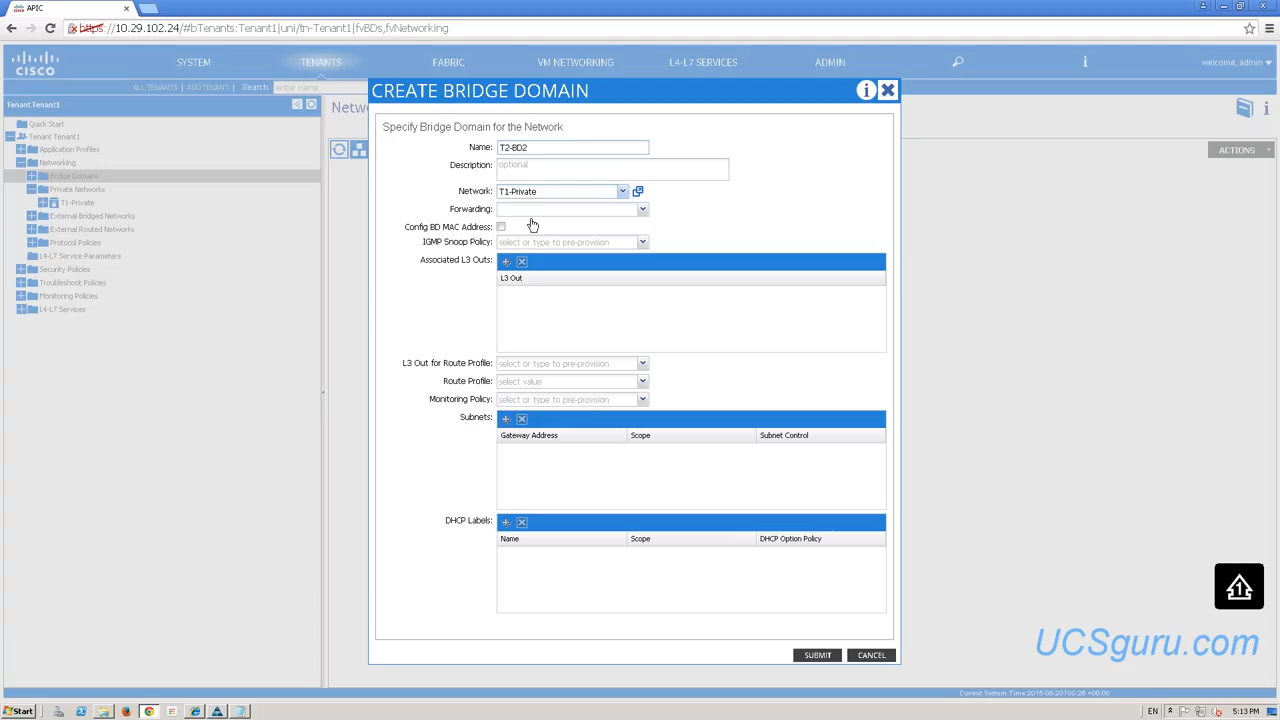 APIC
https://10.29.102.24/#bTenants:Tenant1|uni/tn-Tenant1|fvBDs,fvNetworking
CISCO
SYSTEM
TENANTS
FABRIC
VM NETWORKING
L4-L7 SERVICES
ADMIN
welcome, admin
ALL TENANTS | ADD TENANT | Search: enter name
Tenant Tenant1
Quick Start
Tenant Tenant1
Application Profiles
Networking
Bridge Domains
Private Networks
T1-Private
External Bridged Networks
External Routed Networks
Protocol Policies
L4-L7 Service Parameters
Security Policies
Troubleshoot Policies
Monitoring Policies
L4-L7 Services
Netw
ACTIONS
CREATE BRIDGE DOMAIN
Specify Bridge Domain for the Network
Name: T2-BD2
Description: optional
Network: T1-Private
Forwarding:
Config BD MAC Address:
IGMP Snoop Policy: select or type to pre-provision
Associated L3 Outs:
L3 Out
L3 Out for Route Profile: select or type to pre-provision
Route Profile: select value
Monitoring Policy: select or type to pre-provision
Subnets:
Gateway Address Scope Subnet Control
DHCP Labels:
Name Scope DHCP Option Policy
SUBMIT CANCEL
1
UCSguru.com
Start
EN
5:13 PM